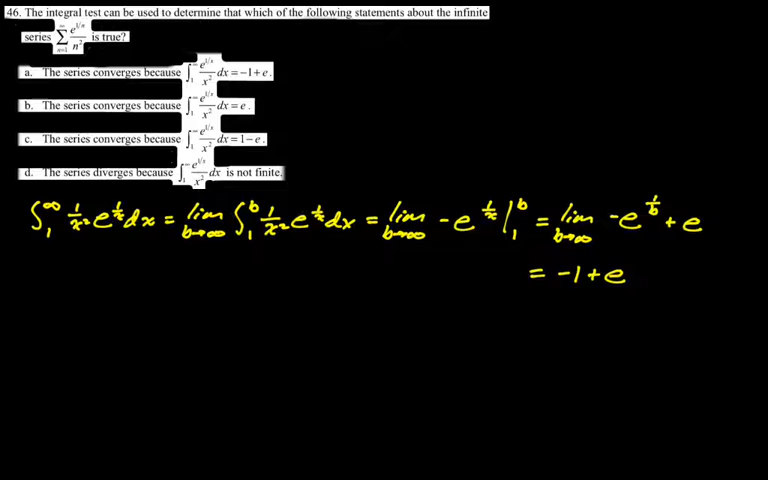 46. The integral test can be used to determine that which of the following statements about the infinite
series ∑_{n=1}^{∞} e^{1/n}/n² is true?
a. The series converges because ∫_1^∞ e^{1/x}/x² dx = −1 + e.
b. The series converges because ∫_1^∞ e^{1/x}/x² dx = e.
c. The series converges because ∫_1^∞ e^{1/x}/x² dx = 1 − e.
d. The series diverges because ∫_1^∞ e^{1/x}/x² dx is not finite.
∫_1^∞ 1/x² e^{1/x} dx = lim_{b→∞} ∫_1^b 1/x² e^{1/x} dx = lim_{b→∞} -e^{1/x} |_1^b = lim_{b→∞} -e^{1/b} + e
= -1 + e